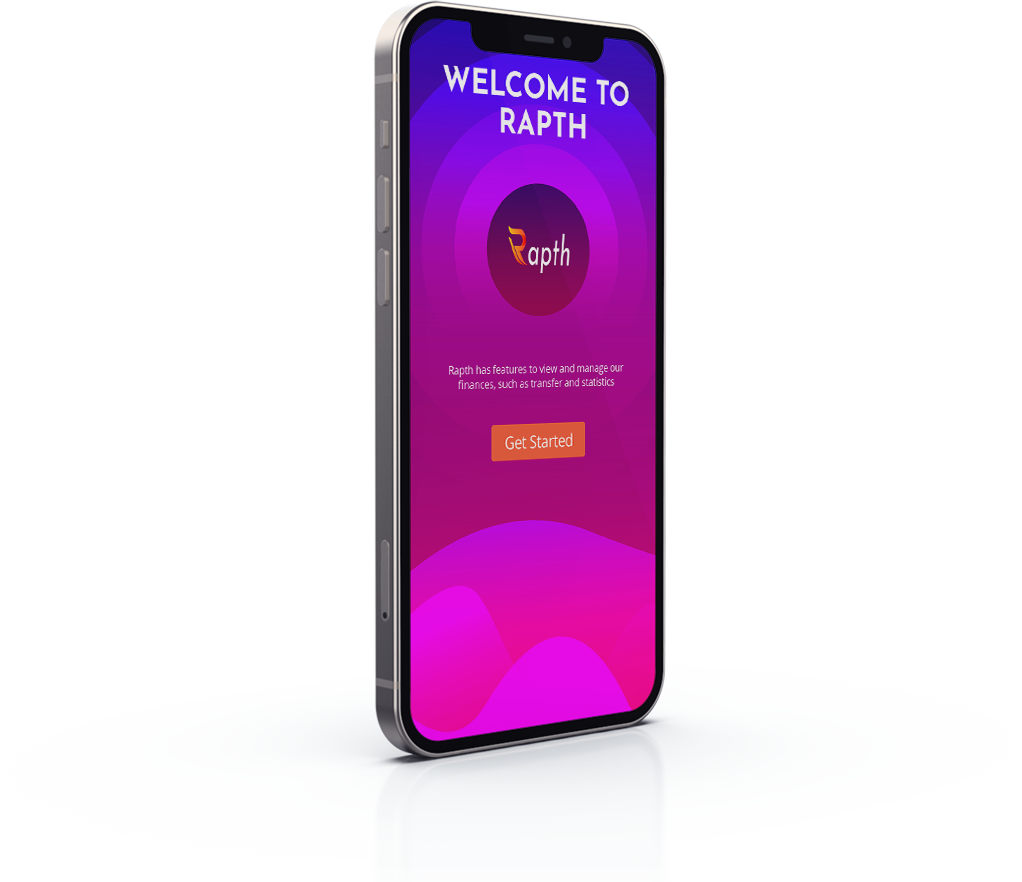 WELCOME TO
RAPTH
Rapth
Rapth has features to view and manage our
finances, such as transfer and statistics
Get Started